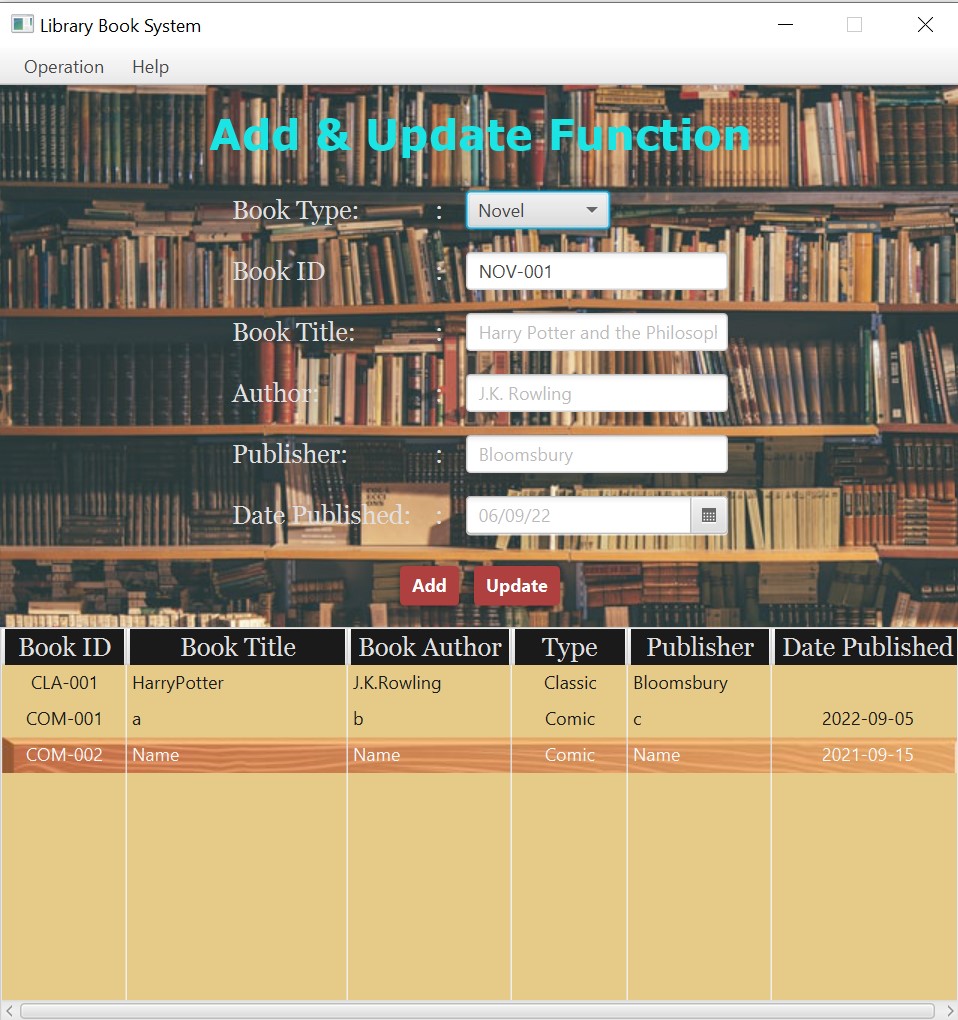 Library Book System
Operation Help
Add & Update Function
Book Type: : Novel
Book ID : NOV-001
Book Title: : Harry Potter and the Philosop
Author: : J.K. Rowling
Publisher: : Bloomsbury
Date Published: : 06/09/22
Add Update
Book ID Book Title Book Author Type Publisher Date Published
CLA-001 HarryPotter J.K.Rowling Classic Bloomsbury
COM-001 a b Comic c 2022-09-05
COM-002 Name Name Comic Name 2021-09-15